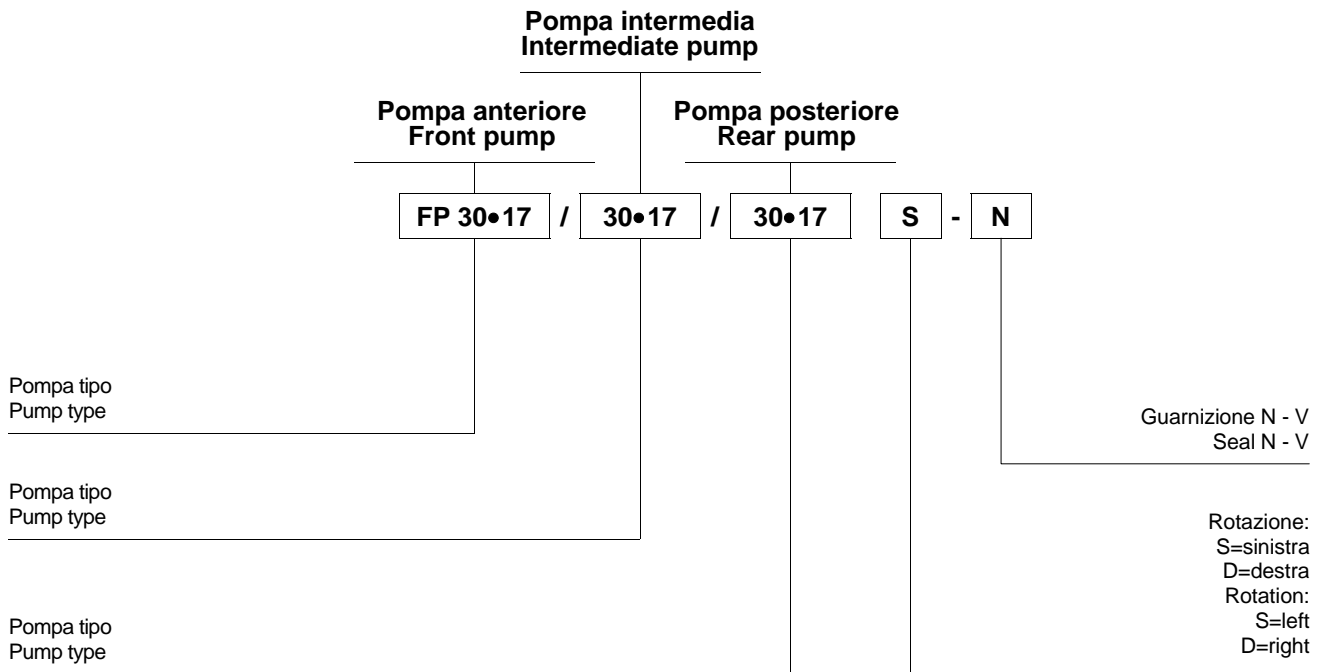 Pompa intermedia
Intermediate pump
Pompa anteriore
Front pump
Pompa posteriore
Rear pump
FP 30•17 / 30•17 / 30•17 S - N
Pompa tipo
Pump type
Guarnizione N - V
Seal N - V
Pompa tipo
Pump type
Rotazione:
S=sinistra
D=destra
Rotation:
S=left
D=right
Pompa tipo
Pump type